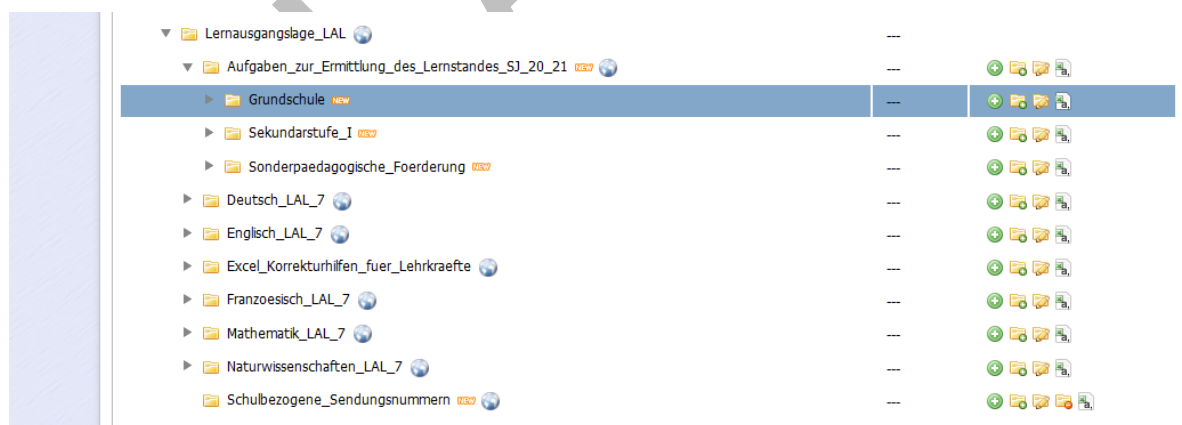 Lernausgangslage_LAL ---
Aufgaben_zur_Ermittlung_des_Lernstandes_SJ_20_21 NEW ---
Grundschule NEW ---
Sekundarstufe_I NEW ---
Sonderpaedagogische_Foerderung NEW ---
Deutsch_LAL_7 ---
Englisch_LAL_7 ---
Excel_Korrekturhilfen_fuer_Lehrkraefte ---
Franzoesisch_LAL_7 ---
Mathematik_LAL_7 ---
Naturwissenschaften_LAL_7 ---
Schulbezogene_Sendungsnummern NEW ---